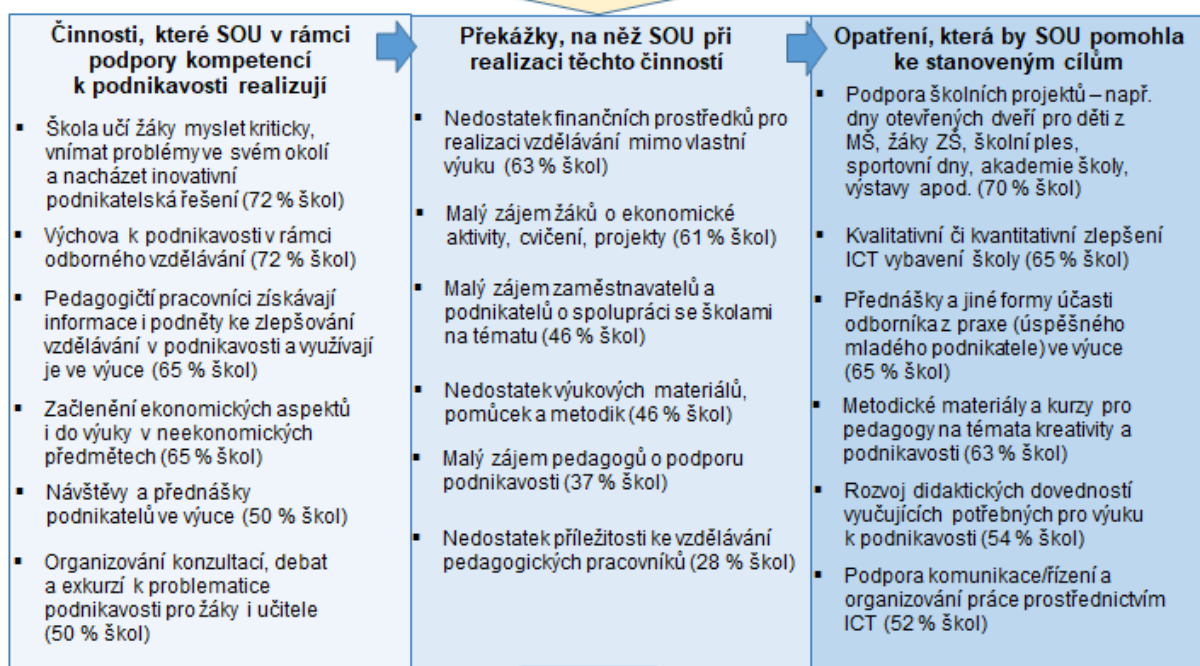 Činnosti, které SOU v rámci
podpory kompetencí
k podnikavosti realizují
▪ Škola učí žáky myslet kriticky,
vnímat problémy ve svém okolí
a nacházet inovativní
podnikatelská řešení (72 % škol)
▪ Výchova k podnikavosti v rámci
odborného vzdělávání (72 % škol)
▪ Pedagogičtí pracovníci získávají
informace i podněty ke zlepšování
vzdělávání v podnikavosti a využívají
je ve výuce (65 % škol)
▪ Začlenění ekonomických aspektů
i do výuky v neekonomických
předmětech (65 % škol)
▪ Návštěvy a přednášky
podnikatelů ve výuce (50 % škol)
▪ Organizování konzultací, debat
a exkurzí k problematice
podnikavosti pro žáky i učitele
(50 % škol)
Překážky, na něž SOU při
realizaci těchto činností
▪ Nedostatek finančních prostředků pro
realizaci vzdělávání mimo vlastní
výuku (63 % škol)
▪ Malý zájem žáků o ekonomické
aktivity, cvičení, projekty (61 % škol)
▪ Malý zájem zaměstnavatelů a
podnikatelů o spolupráci se školami
na tématu (46 % škol)
▪ Nedostatek výukových materiálů,
pomůcek a metodik (46 % škol)
▪ Malý zájem pedagogů o podporu
podnikavosti (37 % škol)
▪ Nedostatek příležitosti ke vzdělávání
pedagogických pracovníků (28 % škol)
Opatření, která by SOU pomohla
ke stanoveným cílům
▪ Podpora školních projektů – např.
dny otevřených dveří pro děti z
MŠ, žáky ZŠ, školní ples,
sportovní dny, akademie školy,
výstavy apod. (70 % škol)
▪ Kvalitativní či kvantitativní zlepšení
ICT vybavení školy (65 % škol)
▪ Přednášky a jiné formy účasti
odborníka z praxe (úspěšného
mladého podnikatele) ve výuce
(65 % škol)
▪ Metodické materiály a kurzy pro
pedagogy na témata kreativity a
podnikavosti (63 % škol)
▪ Rozvoj didaktických dovedností
vyučujících potřebných pro výuku
k podnikavosti (54 % škol)
▪ Podpora komunikace/řízení a
organizování práce prostřednictvím
ICT (52 % škol)